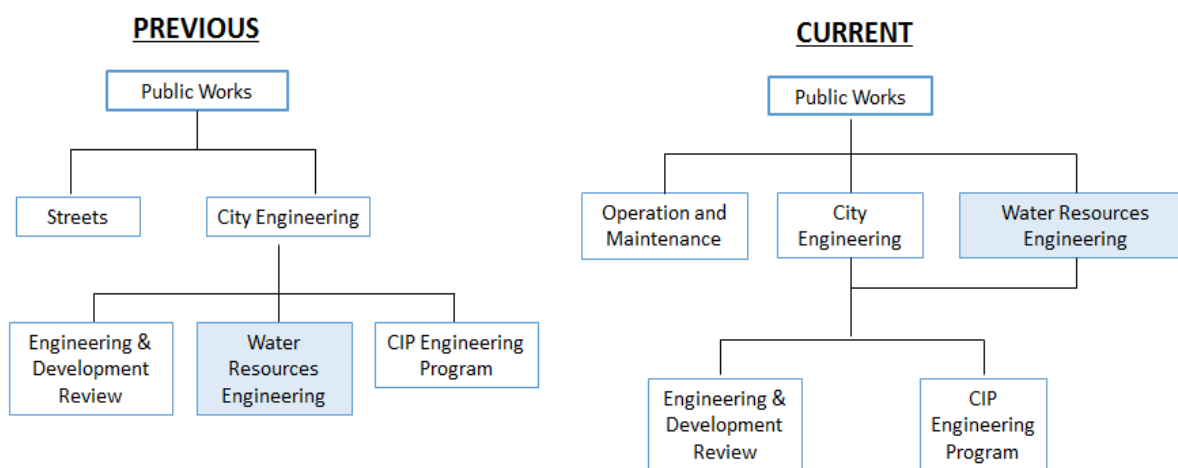 PREVIOUS
Public Works
Streets
City Engineering
Engineering &
Development
Review
Water
Resources
Engineering
CIP Engineering
Program
CURRENT
Public Works
Operation and
Maintenance
City
Engineering
Water Resources
Engineering
Engineering &
Development
Review
CIP
Engineering
Program